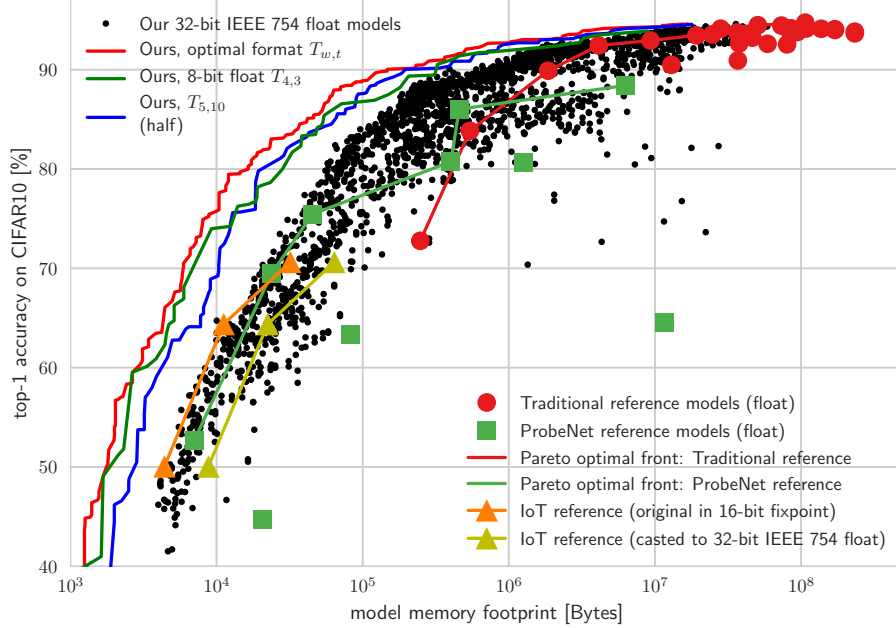 Our 32-bit IEEE 754 float models
Ours, optimal format T_{w,t}
Ours, 8-bit float T_{4,3}
Ours, T_{5,10}
(half)
90
80
70
60
50
40
top-1 accuracy on CIFAR10 [%]
Traditional reference models (float)
ProbeNet reference models (float)
Pareto optimal front: Traditional reference
Pareto optimal front: ProbeNet reference
IoT reference (original in 16-bit fixpoint)
IoT reference (casted to 32-bit IEEE 754 float)
10^3 10^4 10^5 10^6 10^7 10^8
model memory footprint [Bytes]